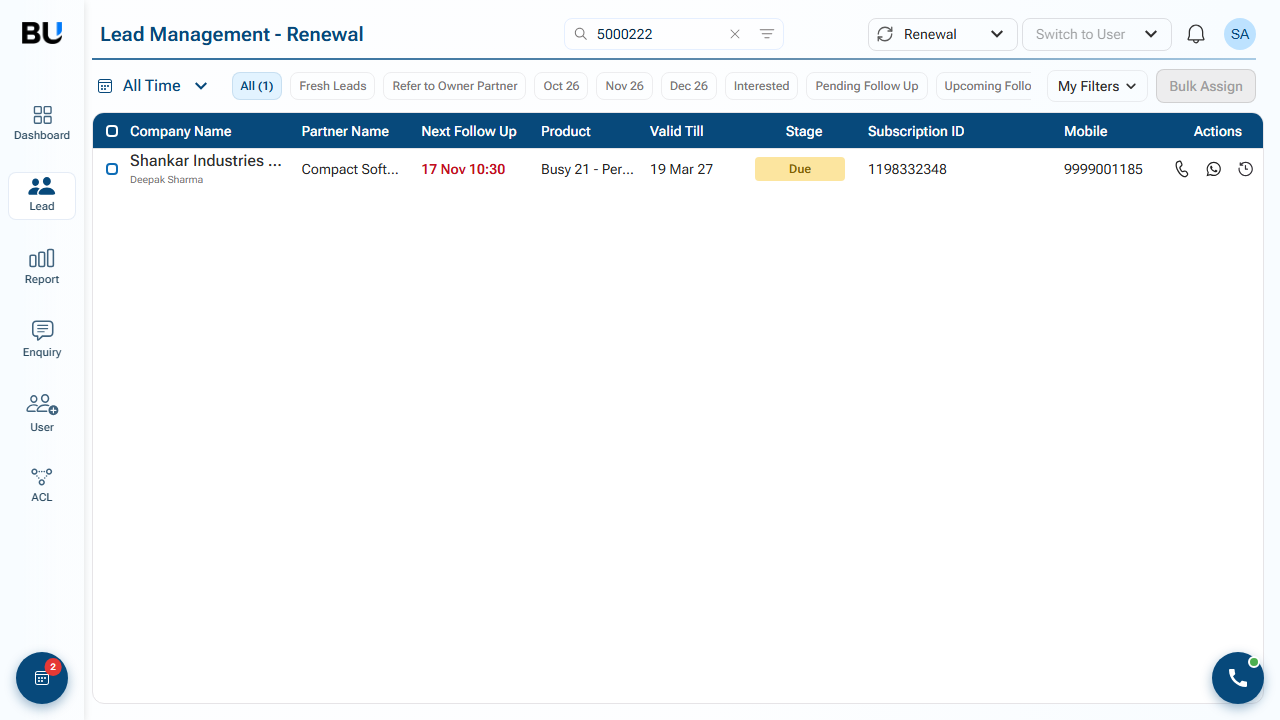 BU
Lead Management - Renewal
5000222
Renewal
Switch to User
SA
All Time
All (1)
Fresh Leads
Refer to Owner Partner
Oct 26
Nov 26
Dec 26
Interested
Pending Follow Up
Upcoming Follo
My Filters
Bulk Assign
Dashboard
Lead
Report
Enquiry
User
ACL
2
Company Name Partner Name Next Follow Up Product Valid Till Stage Subscription ID Mobile Actions
Shankar Industries ... Compact Soft... 17 Nov 10:30 Busy 21 - Per... 19 Mar 27 Due 1198332348 9999001185
Deepak Sharma